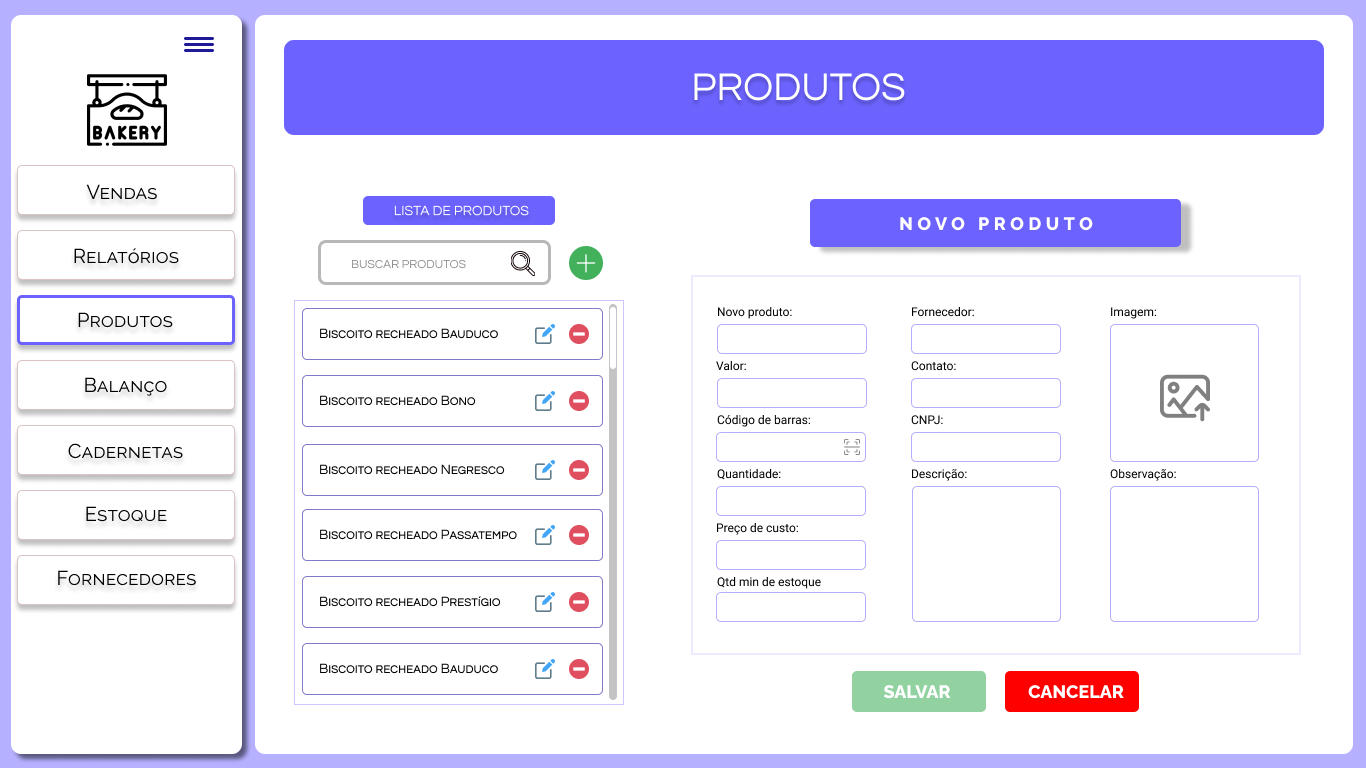 BAKERY
Vendas
Relatórios
Produtos
Balanço
Cadernetas
Estoque
Fornecedores
PRODUTOS
LISTA DE PRODUTOS
BUSCAR PRODUTOS
Biscoito recheado Bauduco
Biscoito recheado Bono
Biscoito recheado Negresco
Biscoito recheado Passatempo
Biscoito recheado Prestígio
Biscoito recheado Bauduco
NOVO PRODUTO
Novo produto:
Fornecedor:
Imagem:
Valor:
Contato:
Código de barras:
CNPJ:
Quantidade:
Descrição:
Observação:
Preço de custo:
Qtd min de estoque
SALVAR
CANCELAR